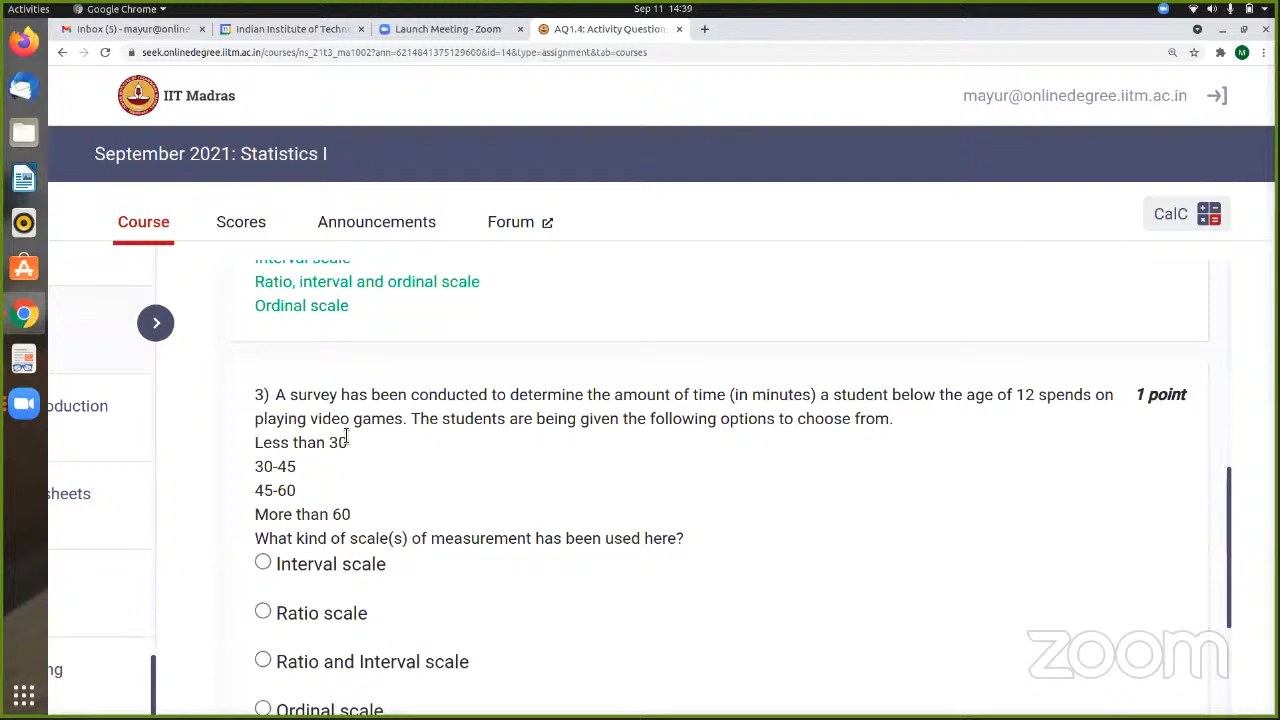 Activities
Google Chrome
Sep 11 14:39
Inbox (5) - mayur@online
Indian Institute of Techn
Launch Meeting - Zoom
AQ1.4: Activity Question
seek.onlinedegree.iitm.ac.in/courses/ns_21t3_ma1002?ann=6214841375129600&id=14&type=assignment&tab=courses
M
IIT Madras
mayur@onlinedegree.iitm.ac.in
September 2021: Statistics I
Course
Scores
Announcements
Forum
CalC
Interval scale
Ratio, interval and ordinal scale
Ordinal scale
oduction
sheets
ng
3) A survey has been conducted to determine the amount of time (in minutes) a student below the age of 12 spends on
1 point
playing video games. The students are being given the following options to choose from.
Less than 30
30-45
45-60
More than 60
What kind of scale(s) of measurement has been used here?
Interval scale
Ratio scale
Ratio and Interval scale
Ordinal scale
zoom